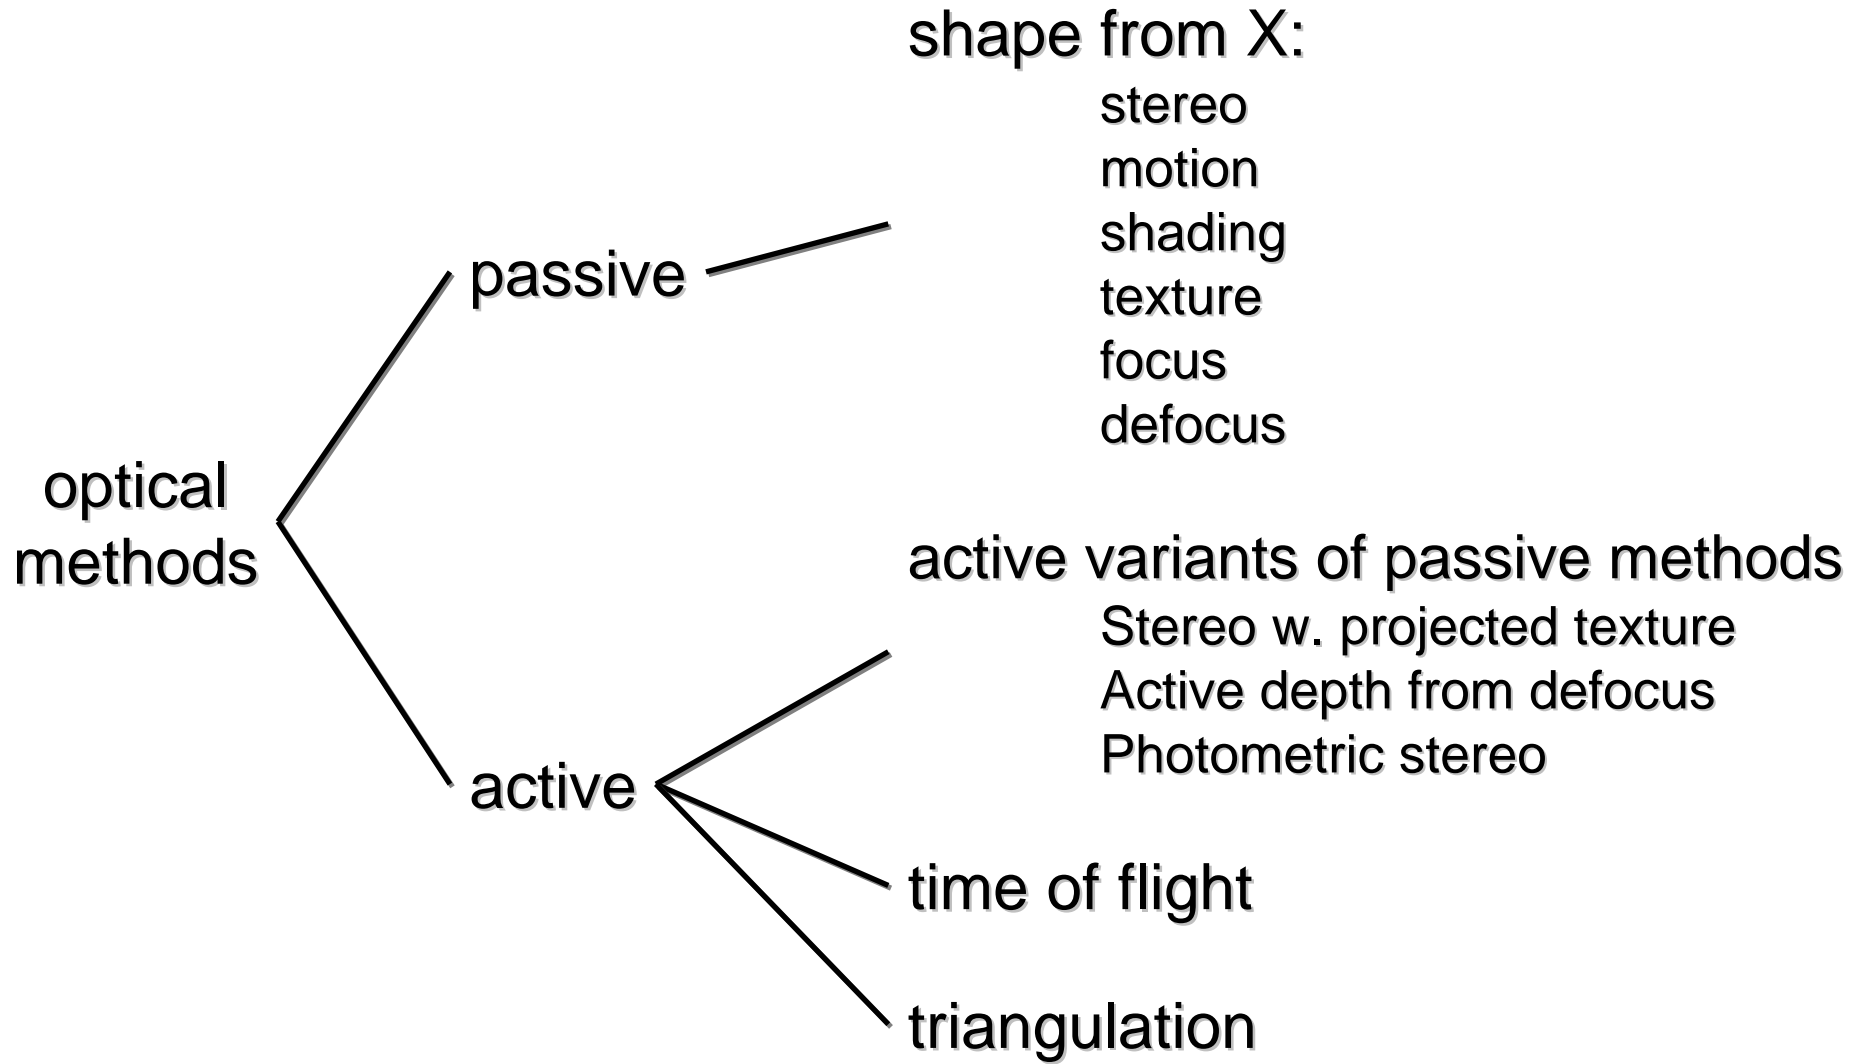 optical
methods
passive
shape from X:
stereo
motion
shading
texture
focus
defocus
active
active variants of passive methods
Stereo w. projected texture
Active depth from defocus
Photometric stereo
time of flight
triangulation